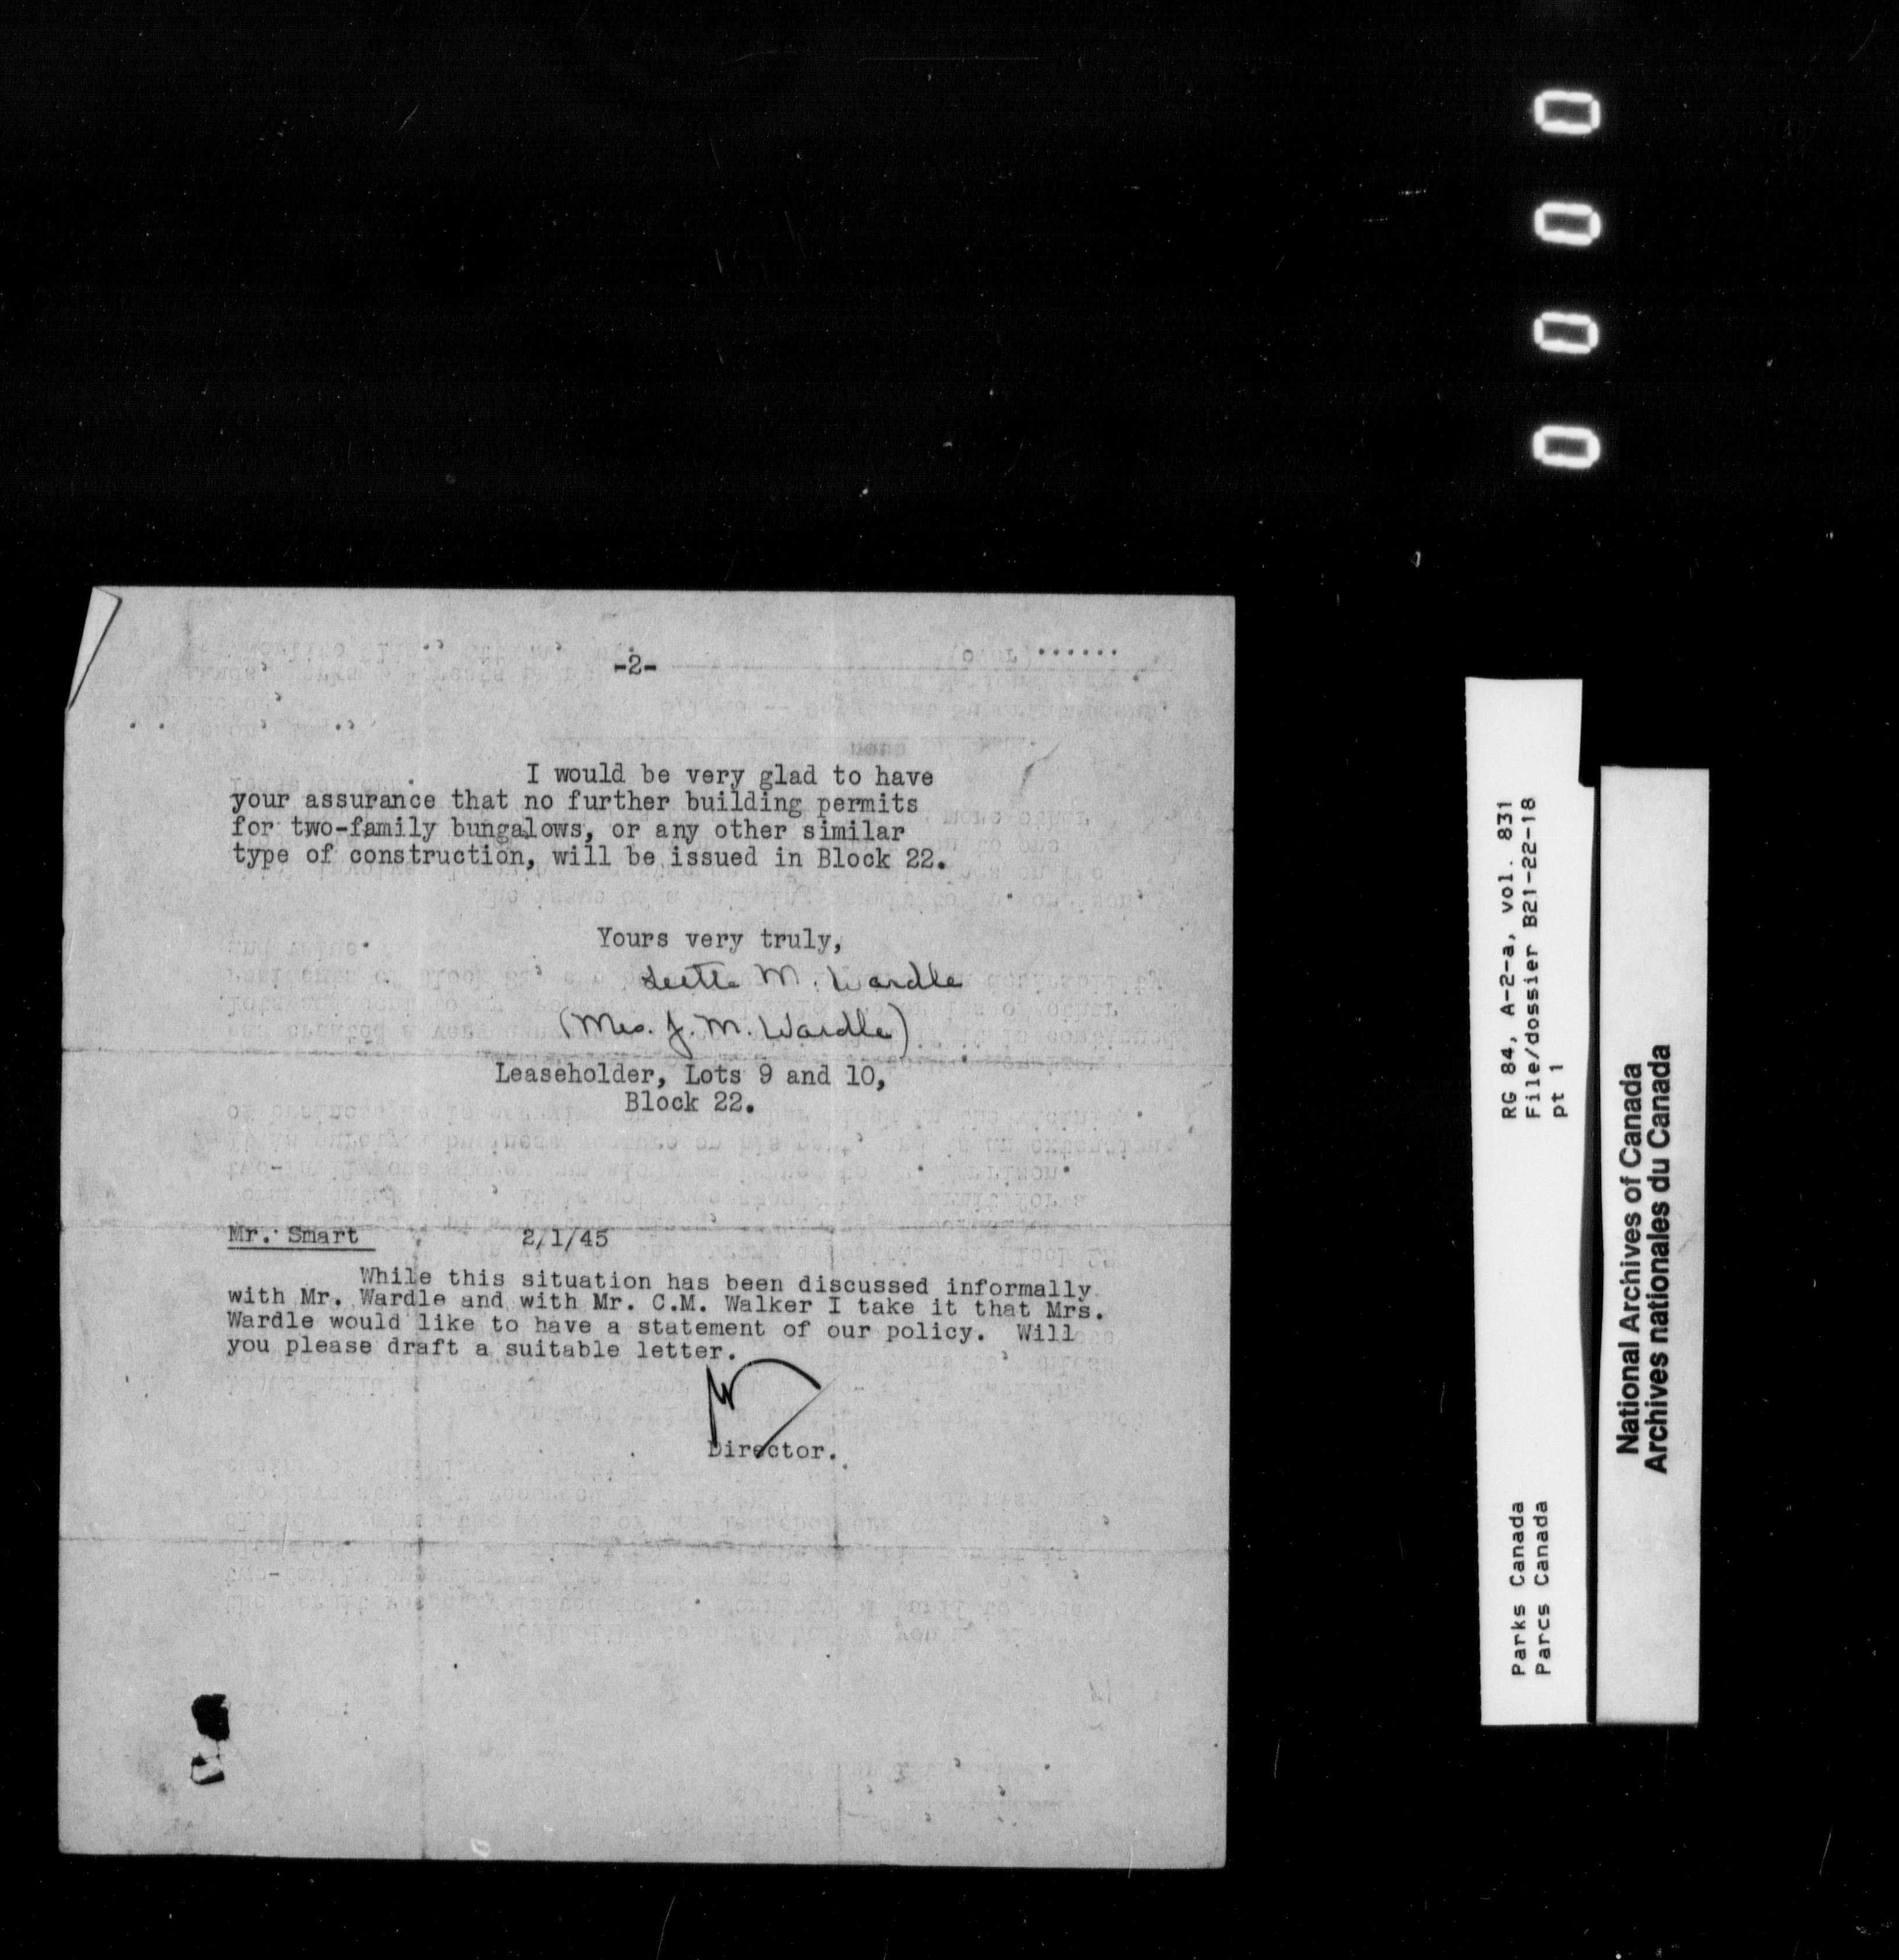 -2-
I would be very glad to have
your assurance that no further building permits
for two-family bungalows, or any other similar
type of construction, will be issued in Block 22.
Yours very truly,
M. Wardle
(Mrs. J. M. Wardle)
Leaseholder, Lots 9 and 10,
Block 22.
Mr. Smart 2/1/45
While this situation has been discussed informally
with Mr. Wardle and with Mr. C.M. Walker I take it that Mrs.
Wardle would like to have a statement of our policy. Will
you please draft a suitable letter.
Director.
0 0 0 0
RG 84, A-2-a, vol. 831
File/dossier B21-22-18
pt 1
Parks Canada
Parcs Canada
National Archives of Canada
Archives nationales du Canada